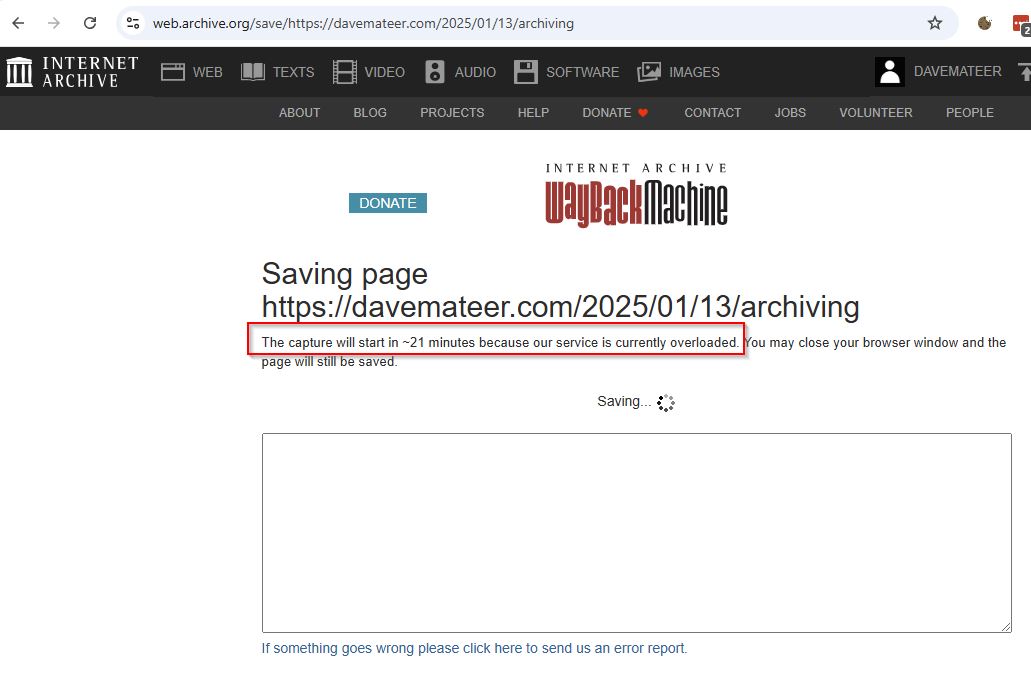 web.archive.org/save/https://davemateer.com/2025/01/13/archiving
2
INTERNET
ARCHIVE
WEB TEXTS VIDEO AUDIO SOFTWARE IMAGES DAVEMATEER
ABOUT BLOG PROJECTS HELP DONATE CONTACT JOBS VOLUNTEER PEOPLE
INTERNET ARCHIVE
DONATE WayBackMachine
Saving page
https://davemateer.com/2025/01/13/archiving
The capture will start in ~21 minutes because our service is currently overloaded. You may close your browser window and the
page will still be saved.
Saving...
If something goes wrong please click here to send us an error report.